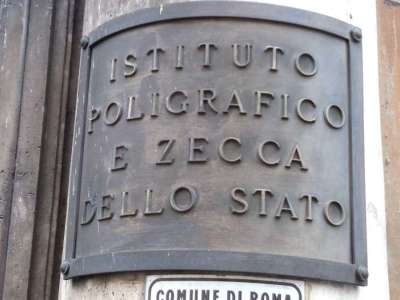 ISTITUTO
POLIGRAFICO
E ZECCA
DELLO STATO
COMUNE DI ROMA